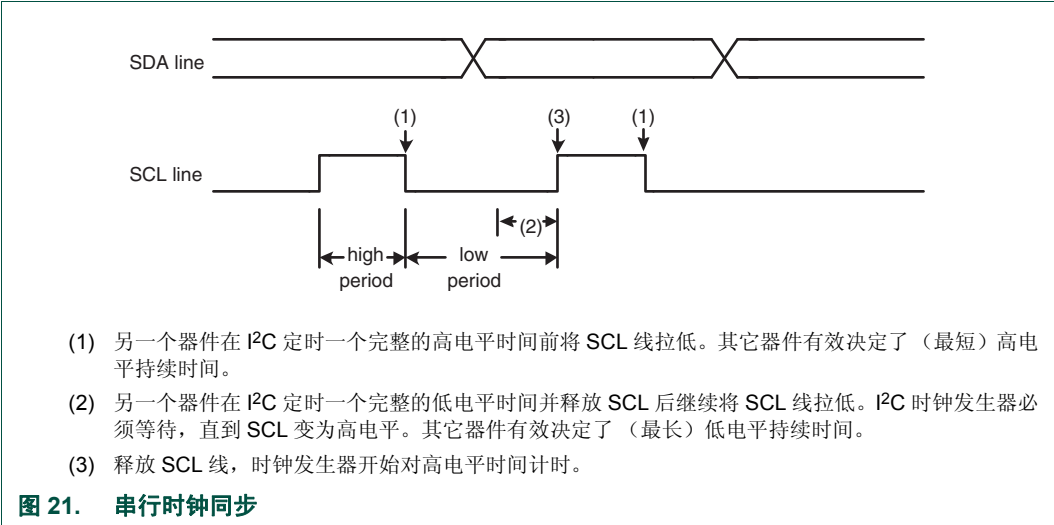 SDA line
(1) (3) (1)
SCL line
(2)
high low
period period
(1) 另一个器件在 I2C 定时一个完整的高电平时间前将 SCL 线拉低。其它器件有效决定了（最短）高电
平持续时间。
(2) 另一个器件在 I2C 定时一个完整的低电平时间并释放 SCL 后继续将 SCL 线拉低。I2C 时钟发生器必
须等待，直到 SCL 变为高电平。其它器件有效决定了（最长）低电平持续时间。
(3) 释放 SCL 线，时钟发生器开始对高电平时间计时。
图 21. 串行时钟同步